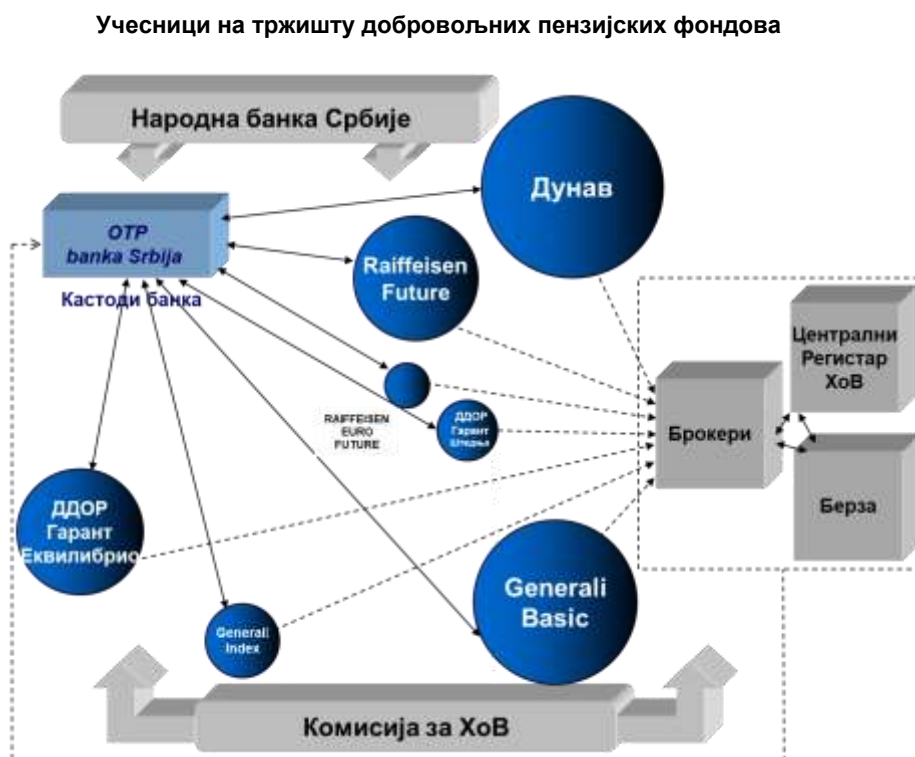 Учесници на тржишту добровољних пензијских фондова
Народна банка Србије
Дунав
OTP
banka Srbija
Кастоди банка
Raiffeisen
Future
Централни
Регистар
ХоВ
RAIFFEISEN
EURO
FUTURE
ДДОР
Гарант
Штедња
Брокери
Берза
ДДОР
Гарант
Еквилибрио
Generali
Basic
Generali
Index
Комисија за ХоВ